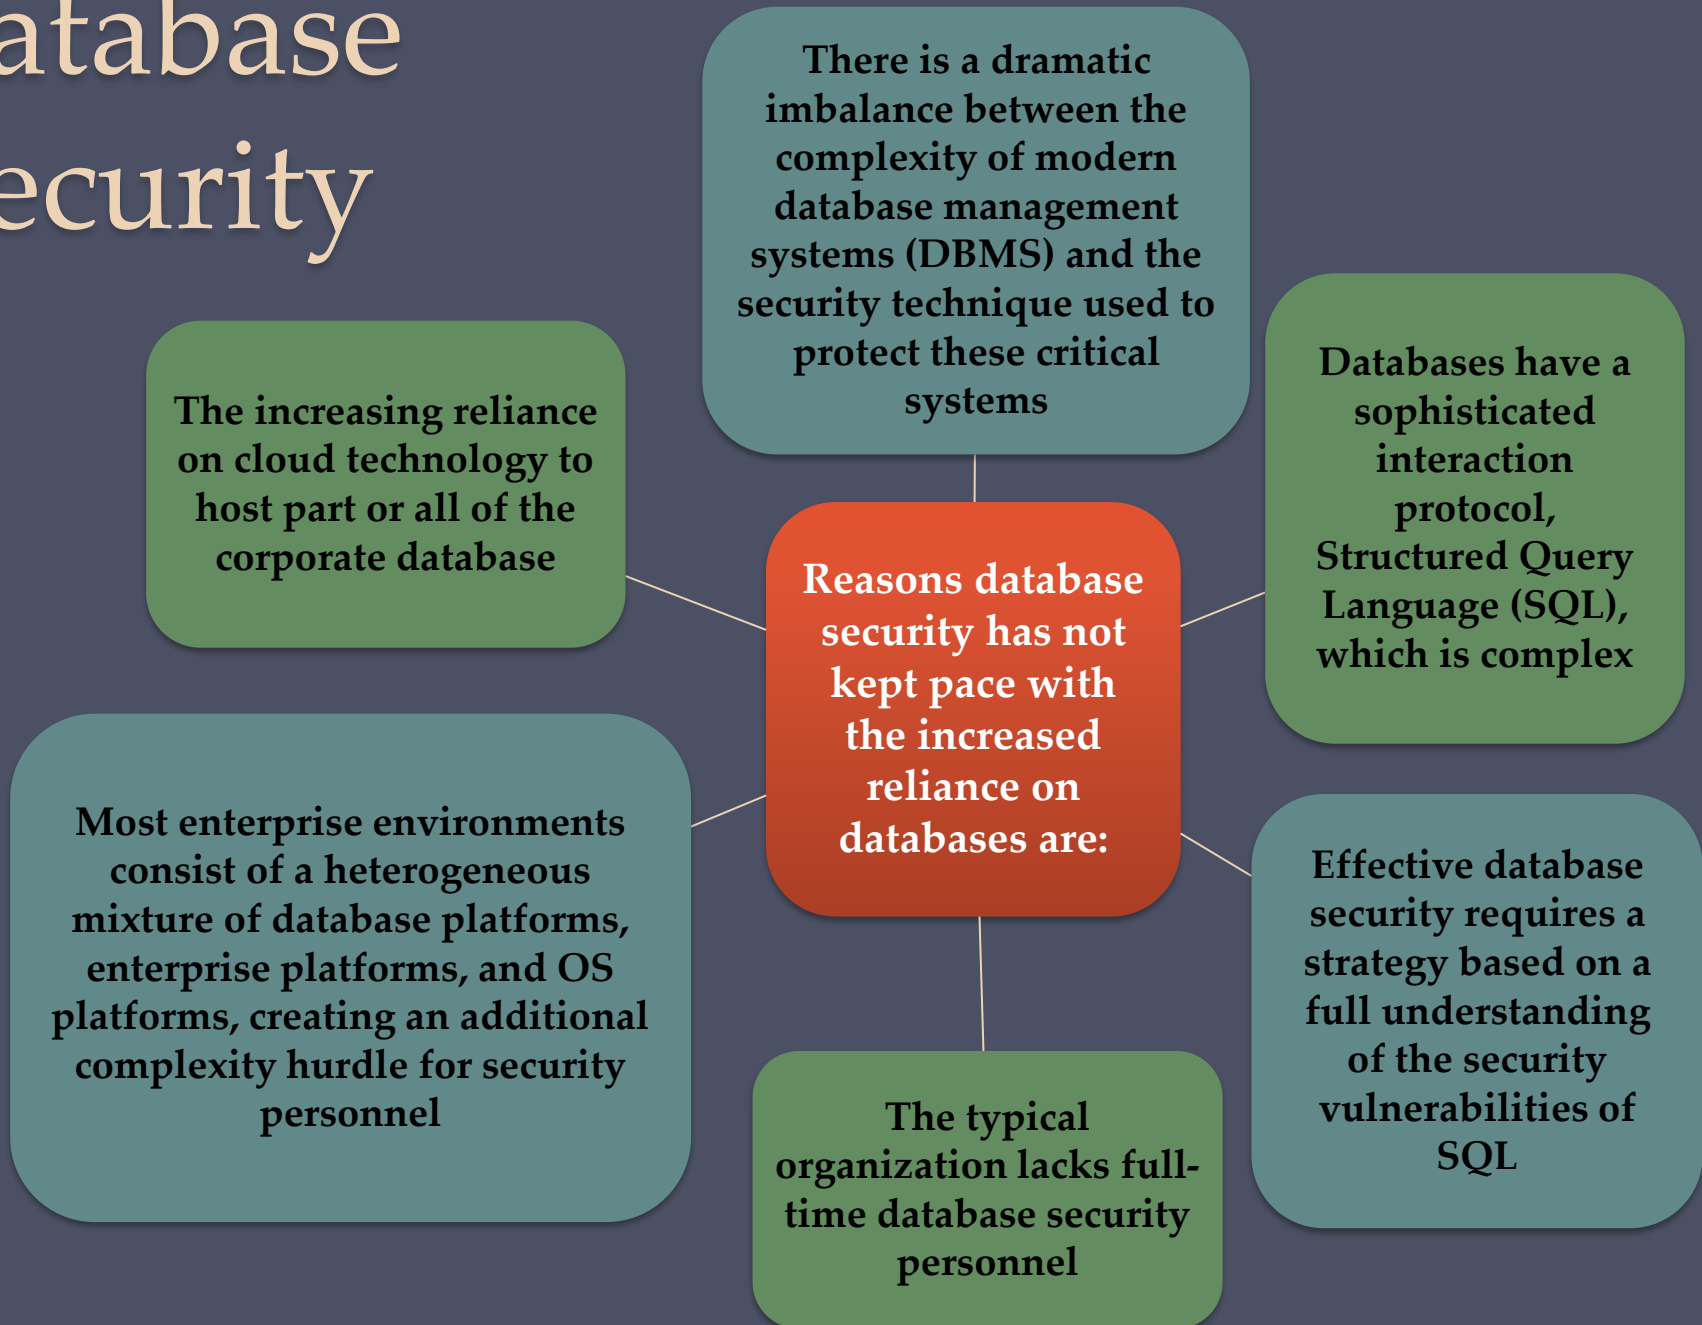 atabase
ecurity
There is a dramatic
imbalance between the
complexity of modern
database management
systems (DBMS) and the
security technique used to
protect these critical
systems
Databases have a
sophisticated
interaction
protocol,
Structured Query
Language (SQL),
which is complex
Effective database
security requires a
strategy based on a
full understanding
of the security
vulnerabilities of
SQL
The typical
organization lacks full-
time database security
personnel
Most enterprise environments
consist of a heterogeneous
mixture of database platforms,
enterprise platforms, and OS
platforms, creating an additional
complexity hurdle for security
personnel
The increasing reliance
on cloud technology to
host part or all of the
corporate database
Reasons database
security has not
kept pace with
the increased
reliance on
databases are: